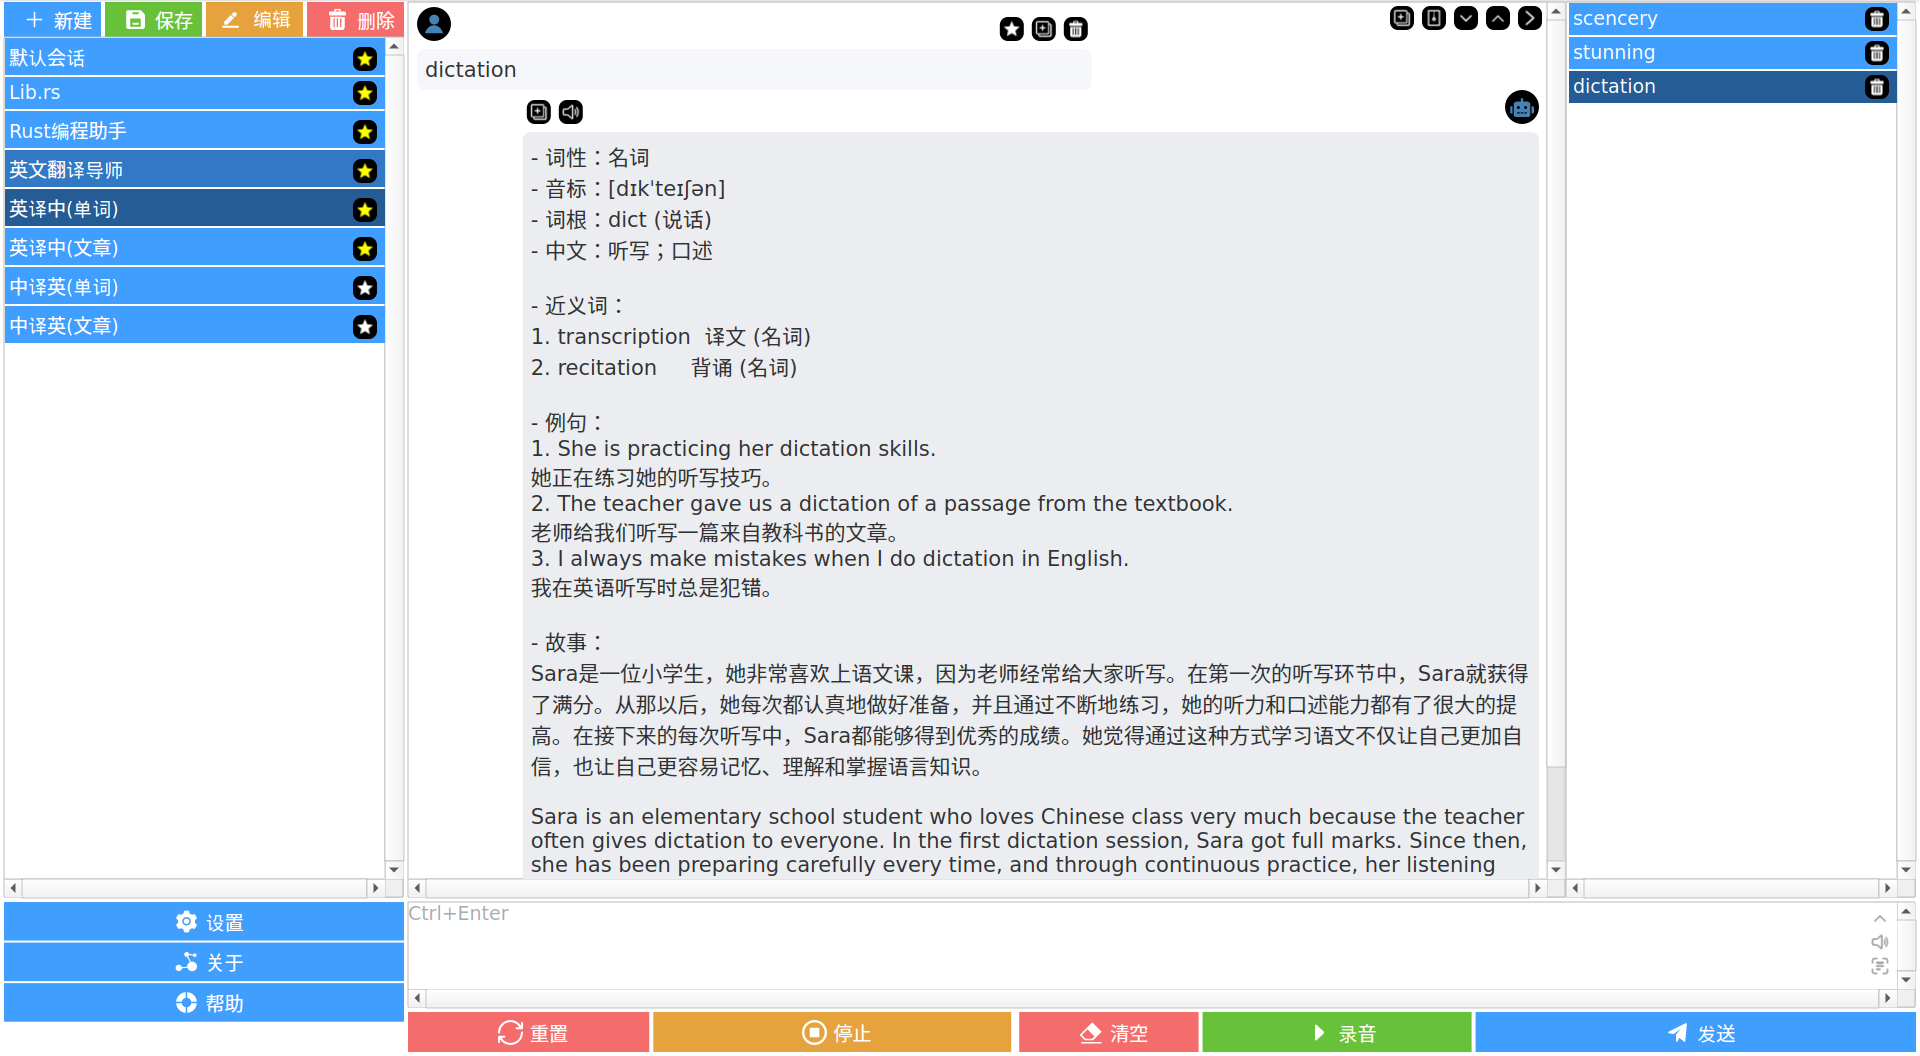 新建
保存
编辑
删除
默认会话
Lib.rs
Rust编程助手
英文翻译导师
英译中(单词)
英译中(文章)
中译英(单词)
中译英(文章)
设置
关于
帮助
dictation
- 词性：名词
- 音标：[dɪkˈteɪʃən]
- 词根：dict (说话)
- 中文：听写；口述
- 近义词：
1. transcription 译文 (名词)
2. recitation 背诵 (名词)
- 例句：
1. She is practicing her dictation skills.
她正在练习她的听写技巧。
2. The teacher gave us a dictation of a passage from the textbook.
老师给我们听写一篇来自教科书的文章。
3. I always make mistakes when I do dictation in English.
我在英语听写时总是犯错。
- 故事：
Sara是一位小学生，她非常喜欢上语文课，因为老师经常给大家听写。在第一次的听写环节中，Sara就获得
了满分。从那以后，她每次都认真地做好准备，并且通过不断地练习，她的听力和口述能力都有了很大的提
高。在接下来的每次听写中，Sara都能够得到优秀的成绩。她觉得通过这种方式学习语文不仅让自己更加自
信，也让自己更容易记忆、理解和掌握语言知识。
Sara is an elementary school student who loves Chinese class very much because the teacher
often gives dictation to everyone. In the first dictation session, Sara got full marks. Since then,
she has been preparing carefully every time, and through continuous practice, her listening
scencery
stunning
dictation
Ctrl+Enter
重置
停止
清空
录音
发送